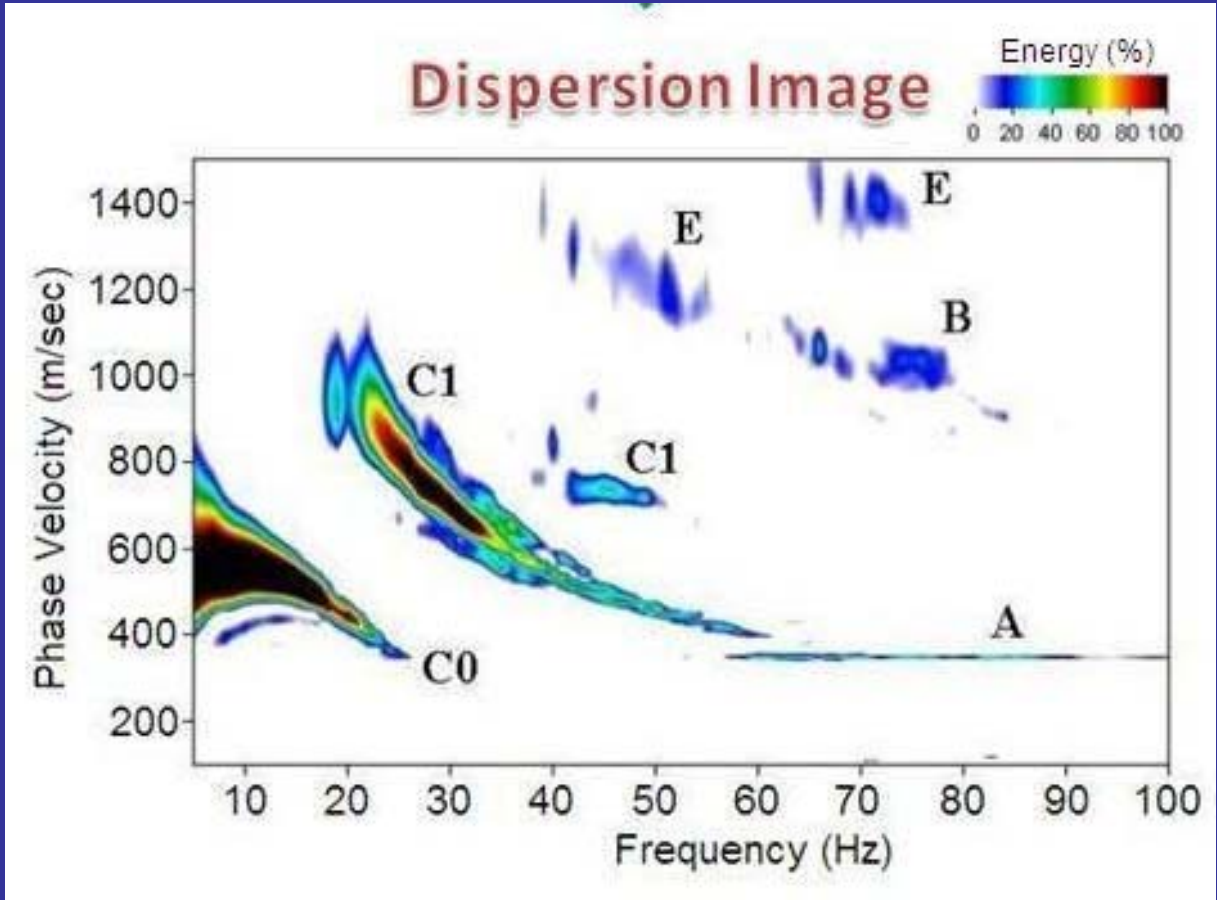 Dispersion Image
Energy (%)
0 20 40 60 80 100
1400
1200
1000
800
600
400
200
Phase Velocity (m/sec)
E
E
B
C1
C1
A
C0
10 20 30 40 50 60 70 80 90 100
Frequency (Hz)